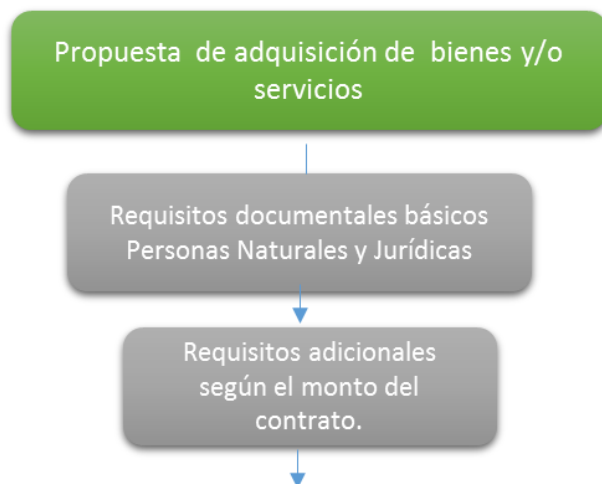 Propuesta de adquisición de bienes y/o
servicios
Requisitos documentales básicos
Personas Naturales y Jurídicas
Requisitos adicionales
según el monto del
contrato.